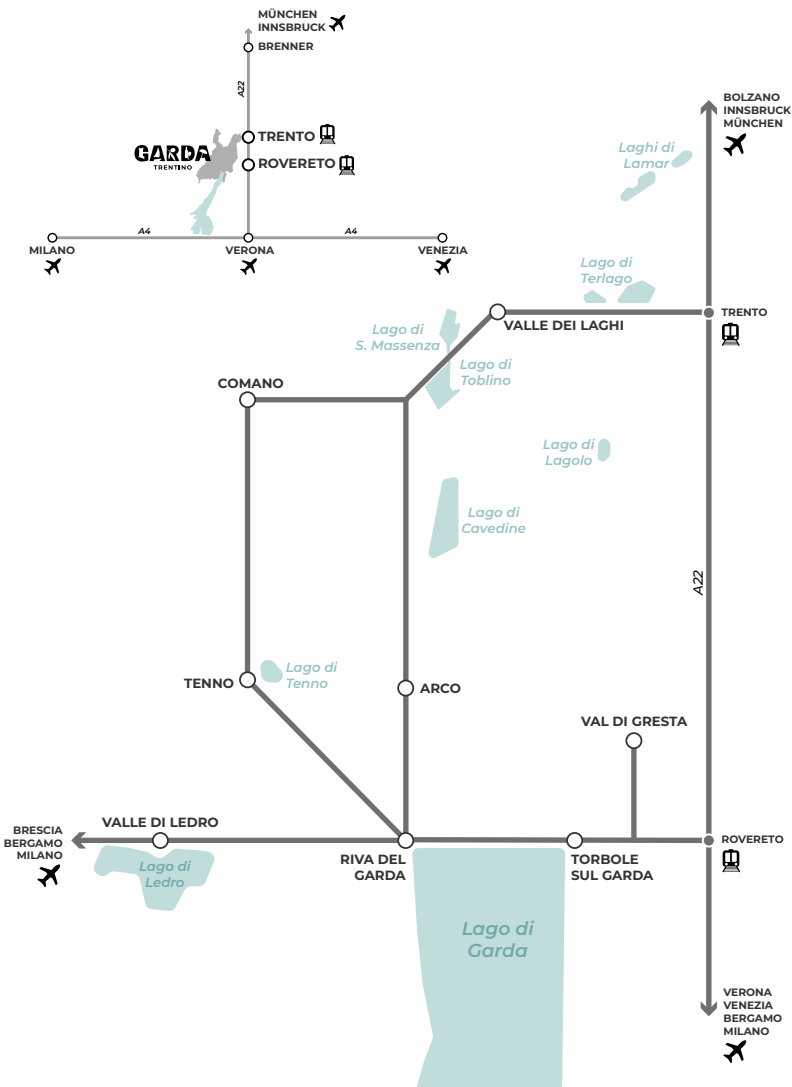 MÜNCHEN
INNSBRUCK
BRENNER
A22
TRENTO
GARDA
TRENTINO
ROVERETO
A4
A4
MILANO
VERONA
VENEZIA
BOLZANO
INNSBRUCK
MÜNCHEN
Laghi di
Lamar
Lago di
Terlago
TRENTO
VALLE DEI LAGHI
Lago di
S. Massenza
Lago di
Toblino
COMANO
Lago di
Lagolo
Lago di
Cavedine
A22
Lago di
Tenno
TENNO
ARCO
VAL DI GRESTA
VALLE DI LEDRO
BRESCIA
BERGAMO
MILANO
ROVERETO
RIVA DEL
GARDA
TORBOLE
SUL GARDA
Lago di
Ledro
Lago di
Garda
VERONA
VENEZIA
BERGAMO
MILANO